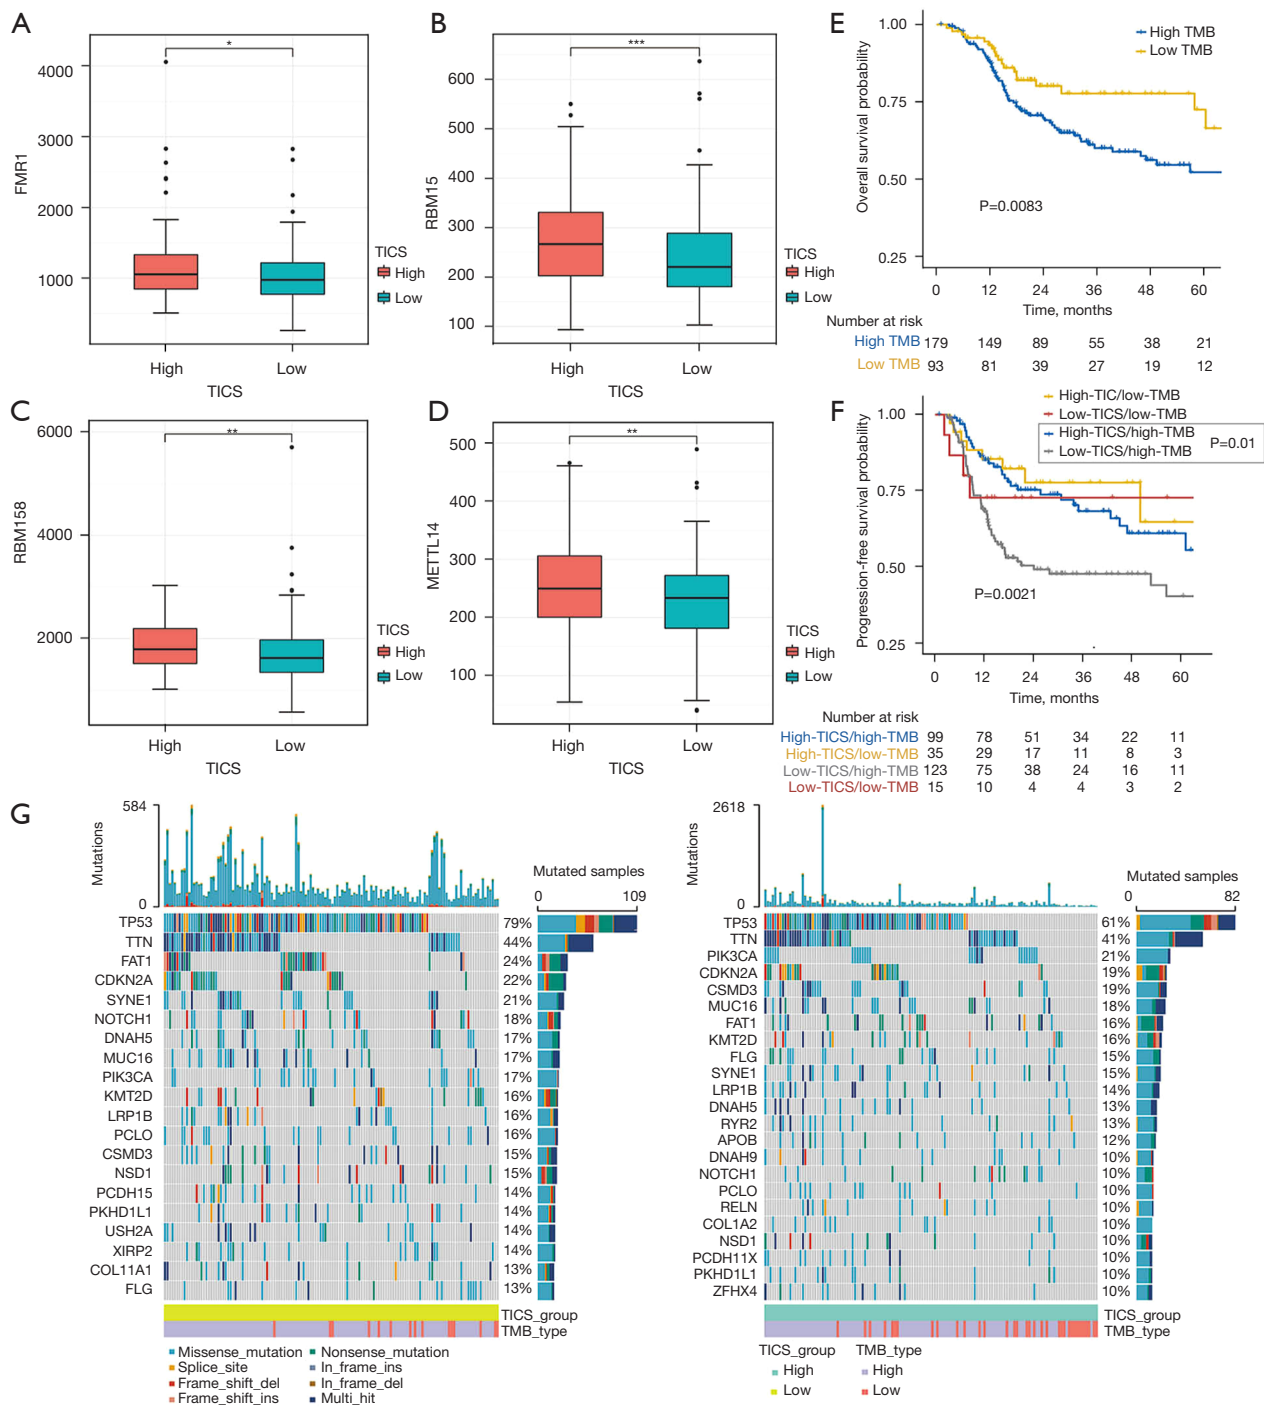 A
*
4000
3000
2000
1000
FMR1
TICS
High
Low
High
Low
TICS
B
***
600
500
400
300
200
100
RBM15
TICS
High
Low
High
Low
TICS
E
1.00
0.75
0.50
0.25
Overall survival probability
High TMB
Low TMB
P=0.0083
0 12 24 36 48 60
Time, months
Number at risk
High TMB 179 149 89 55 38 21
Low TMB 93 81 39 27 19 12
C
**
6000
4000
2000
RBM158
TICS
High
Low
High
Low
TICS
D
**
500
400
300
200
100
METTL14
TICS
High
Low
High
Low
TICS
F
High-TIC/low-TMB
Low-TICS/low-TMB
High-TICS/high-TMB
Low-TICS/high-TMB
P=0.01
1.00
0.75
0.50
0.25
Progression-free survival probability
P=0.0021
0 12 24 36 48 60
Time, months
Number at risk
High-TICS/high-TMB 99 78 51 34 22 11
High-TICS/low-TMB 35 29 17 11 8 3
Low-TICS/high-TMB 123 75 38 24 16 11
Low-TICS/low-TMB 15 10 4 4 3 2
G
584
0
Mutations
Mutated samples
0 109
TP53 79%
TTN 44%
FAT1 24%
CDKN2A 22%
SYNE1 21%
NOTCH1 18%
DNAH5 17%
MUC16 17%
PIK3CA 17%
KMT2D 16%
LRP1B 16%
PCLO 16%
CSMD3 15%
NSD1 15%
PCDH15 14%
PKHD1L1 14%
USH2A 14%
XIRP2 14%
COL11A1 13%
FLG 13%
TICS_group
TMB_type
Missense_mutation
Splice_site
Frame_shift_del
Frame_shift_ins
Nonsense_mutation
In_frame_ins
In_frame_del
Multi_hit
2618
0
Mutations
Mutated samples
0 82
TP53 61%
TTN 41%
PIK3CA 21%
CDKN2A 19%
CSMD3 19%
MUC16 18%
FAT1 16%
KMT2D 16%
FLG 15%
SYNE1 15%
LRP1B 14%
DNAH5 13%
RYR2 13%
APOB 12%
DNAH9 10%
NOTCH1 10%
PCLO 10%
RELN 10%
COL1A2 10%
NSD1 10%
PCDH11X 10%
PKHD1L1 10%
ZFHX4 10%
TICS_group
TMB_type
TICS_group
High
Low
TMB_type
High
Low